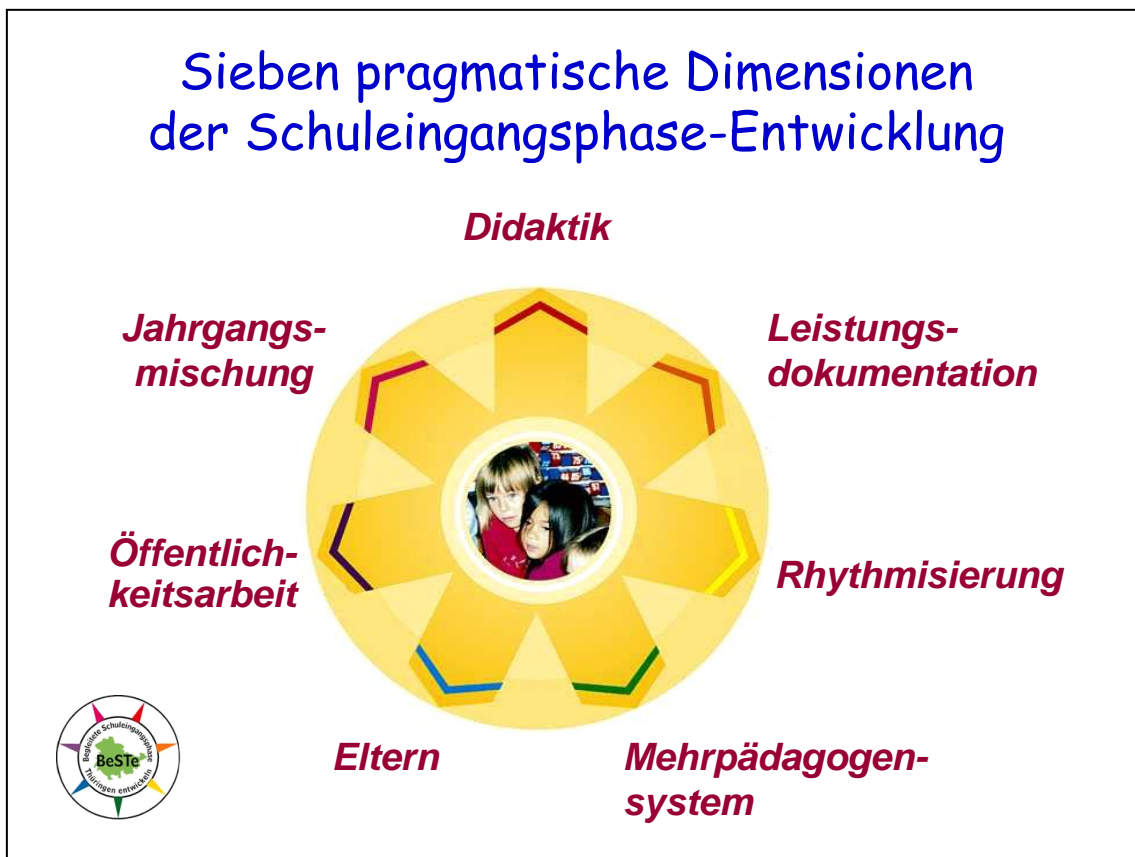 Sieben pragmatische Dimensionen
der Schuleingangsphase-Entwicklung
Didaktik
Jahrgangs-
mischung
Leistungs-
dokumentation
Öffentlich-
keitsarbeit
Rhythmisierung
Eltern
Mehrpädagogen-
system
Begleitete Schuleingangsphase
BeSTe
Thüringen entwickeln